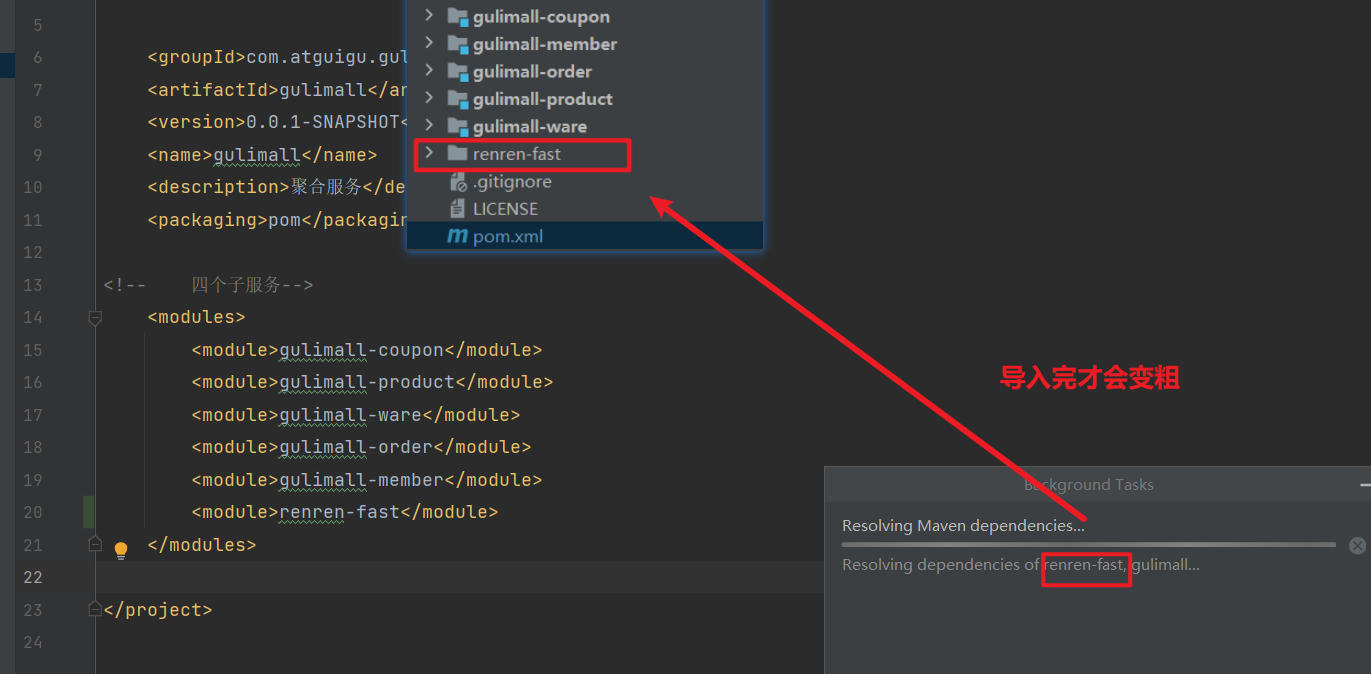 5
6 <groupId>com.atguigu.gul
7 <artifactId>gulimall</ar
8 <version>0.0.1-SNAPSHOT<
9 <name>gulimall</name>
10 <description>聚合服务</de
11 <packaging>pom</packagin
12
13 <!-- 四个子服务-->
14 <modules>
15 <module>gulimall-coupon</module>
16 <module>gulimall-product</module>
17 <module>gulimall-ware</module>
18 <module>gulimall-order</module>
19 <module>gulimall-member</module>
20 <module>renren-fast</module>
21 </modules>
22
23 </project>
24
gulimall-coupon
gulimall-member
gulimall-order
gulimall-product
gulimall-ware
renren-fast
.gitignore
LICENSE
pom.xml
导入完才会变粗
Background Tasks
Resolving Maven dependencies...
Resolving dependencies of renren-fast, gulimall...